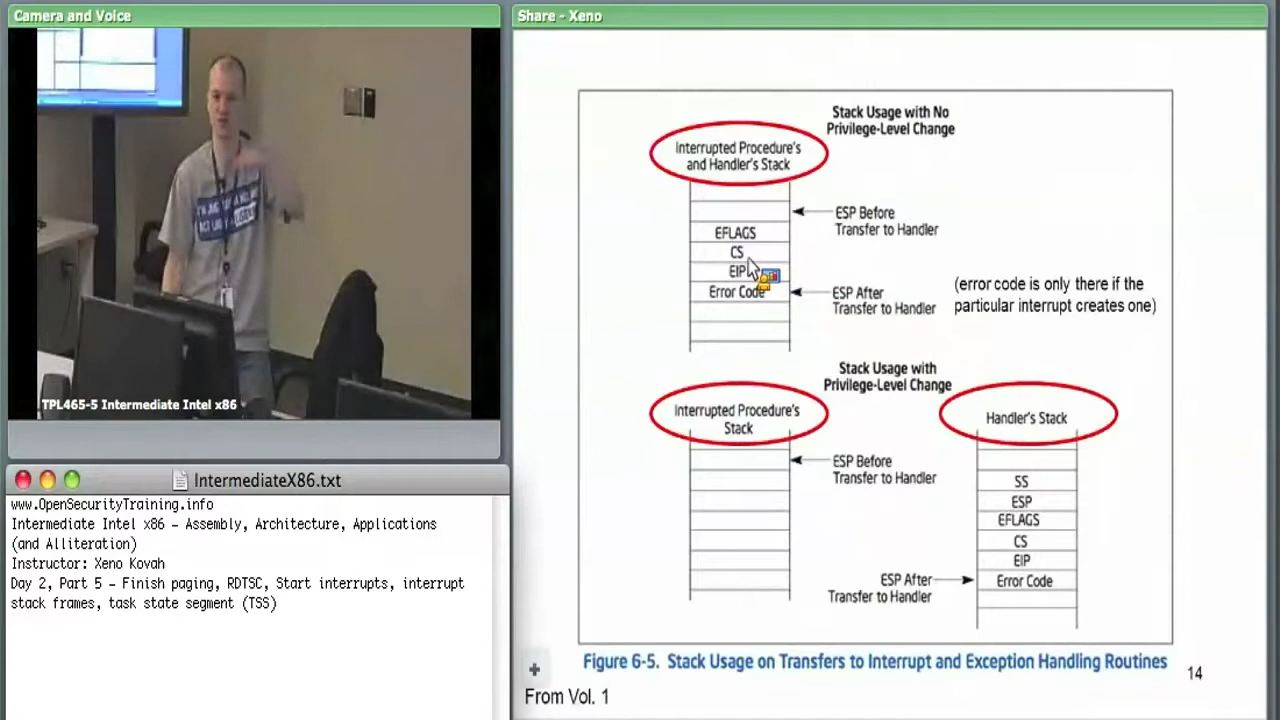 Camera and Voice
TPL465-5 Intermediate Intel x86
IntermediateX86.txt
www.OpenSecurityTraining.info
Intermediate Intel x86 - Assembly, Architecture, Applications
(and Alliteration)
Instructor: Xeno Kovah
Day 2, Part 5 - Finish paging, RDTSC, Start interrupts, interrupt
stack frames, task state segment (TSS)
Share - Xeno
Stack Usage with No
Privilege-Level Change
Interrupted Procedure's
and Handler's Stack
ESP Before
Transfer to Handler
EFLAGS
CS
EIP
Error Code
ESP After
Transfer to Handler
(error code is only there if the
particular interrupt creates one)
Stack Usage with
Privilege-Level Change
Interrupted Procedure's
Stack
Handler's Stack
ESP Before
Transfer to Handler
SS
ESP
EFLAGS
CS
EIP
Error Code
ESP After
Transfer to Handler
Figure 6-5. Stack Usage on Transfers to Interrupt and Exception Handling Routines
14
From Vol. 1